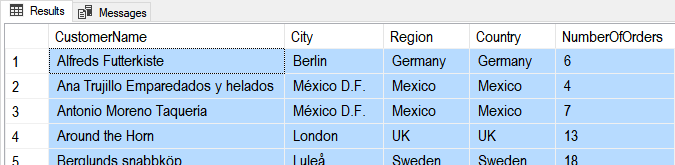 Results Messages
CustomerName City Region Country NumberOfOrders
1 Alfreds Futterkiste Berlin Germany Germany 6
2 Ana Trujillo Emparedados y helados México D.F. Mexico Mexico 4
3 Antonio Moreno Taquería México D.F. Mexico Mexico 7
4 Around the Horn London UK UK 13
5 Berglunds snabbköp Luleå Sweden Sweden 18